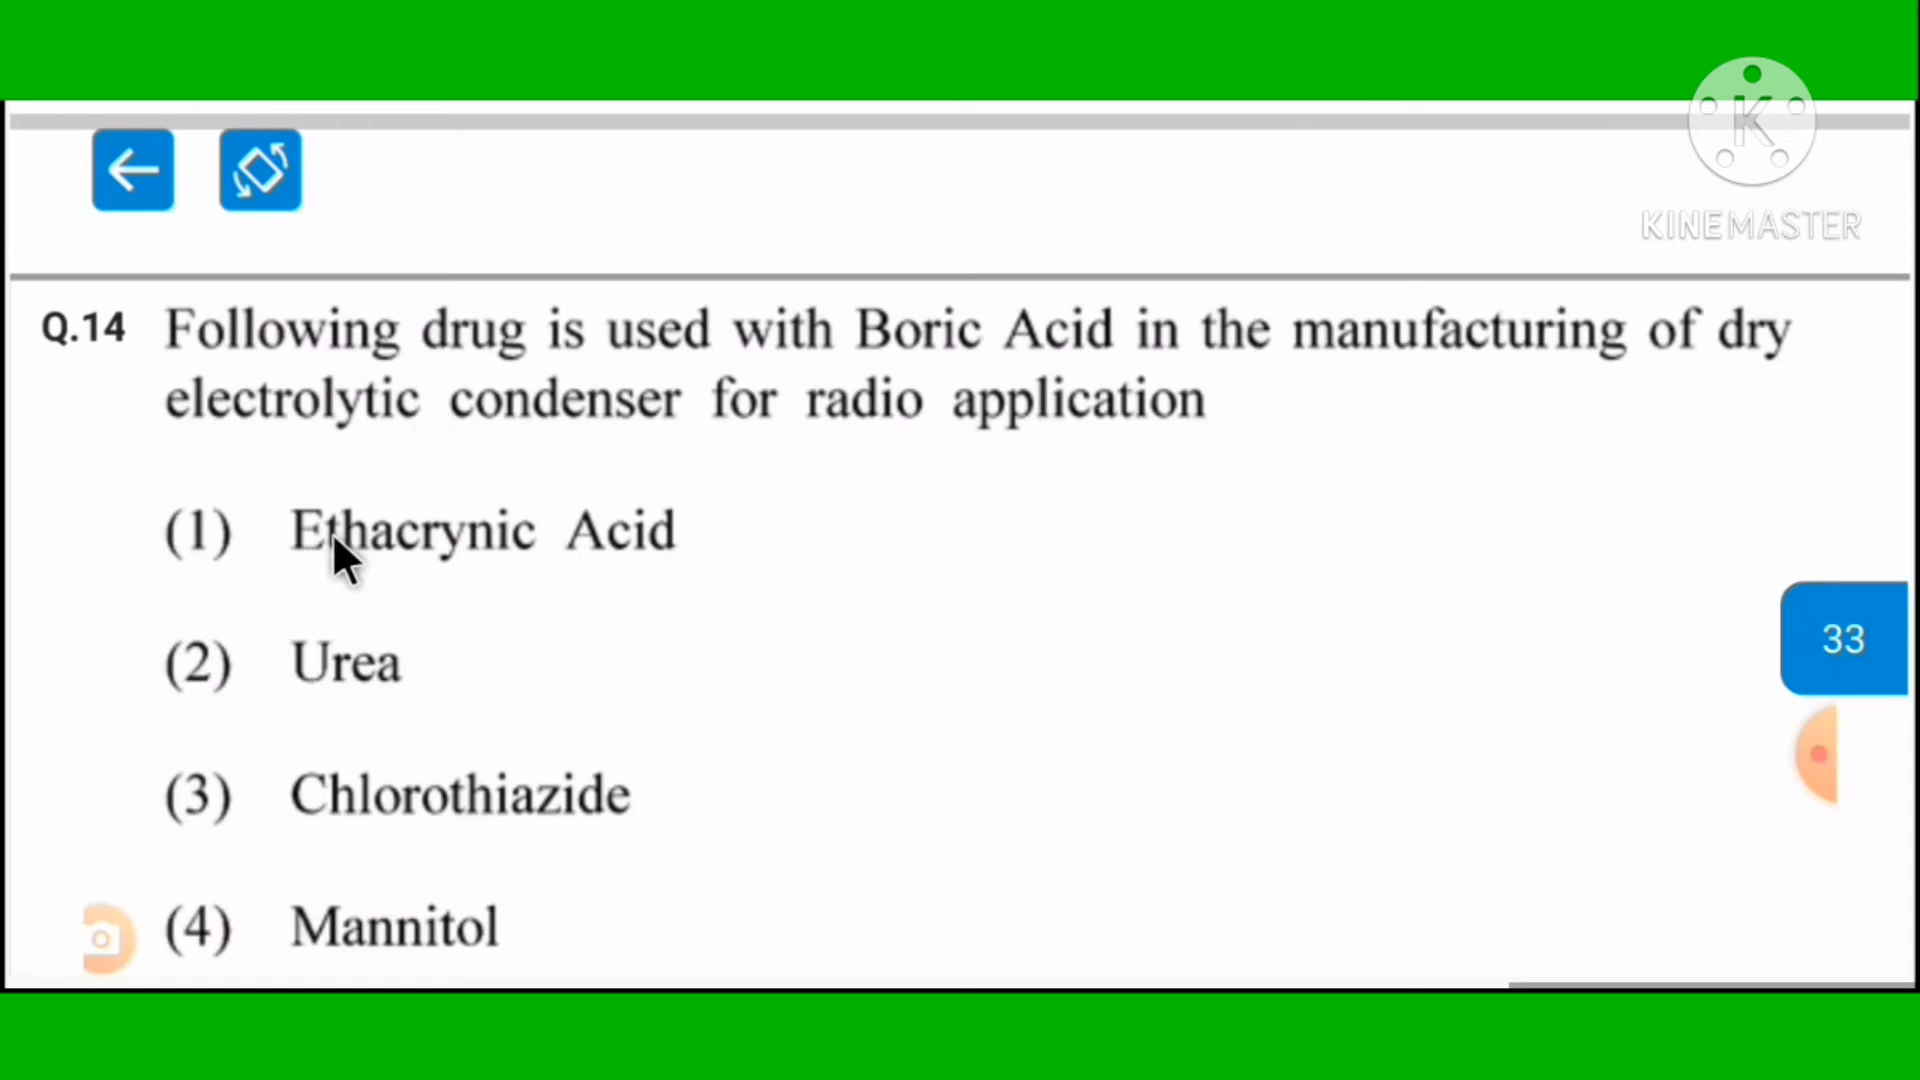 KINEMASTER
Q.14 Following drug is used with Boric Acid in the manufacturing of dry
electrolytic condenser for radio application
(1) Ethacrynic Acid
(2) Urea
33
(3) Chlorothiazide
(4) Mannitol